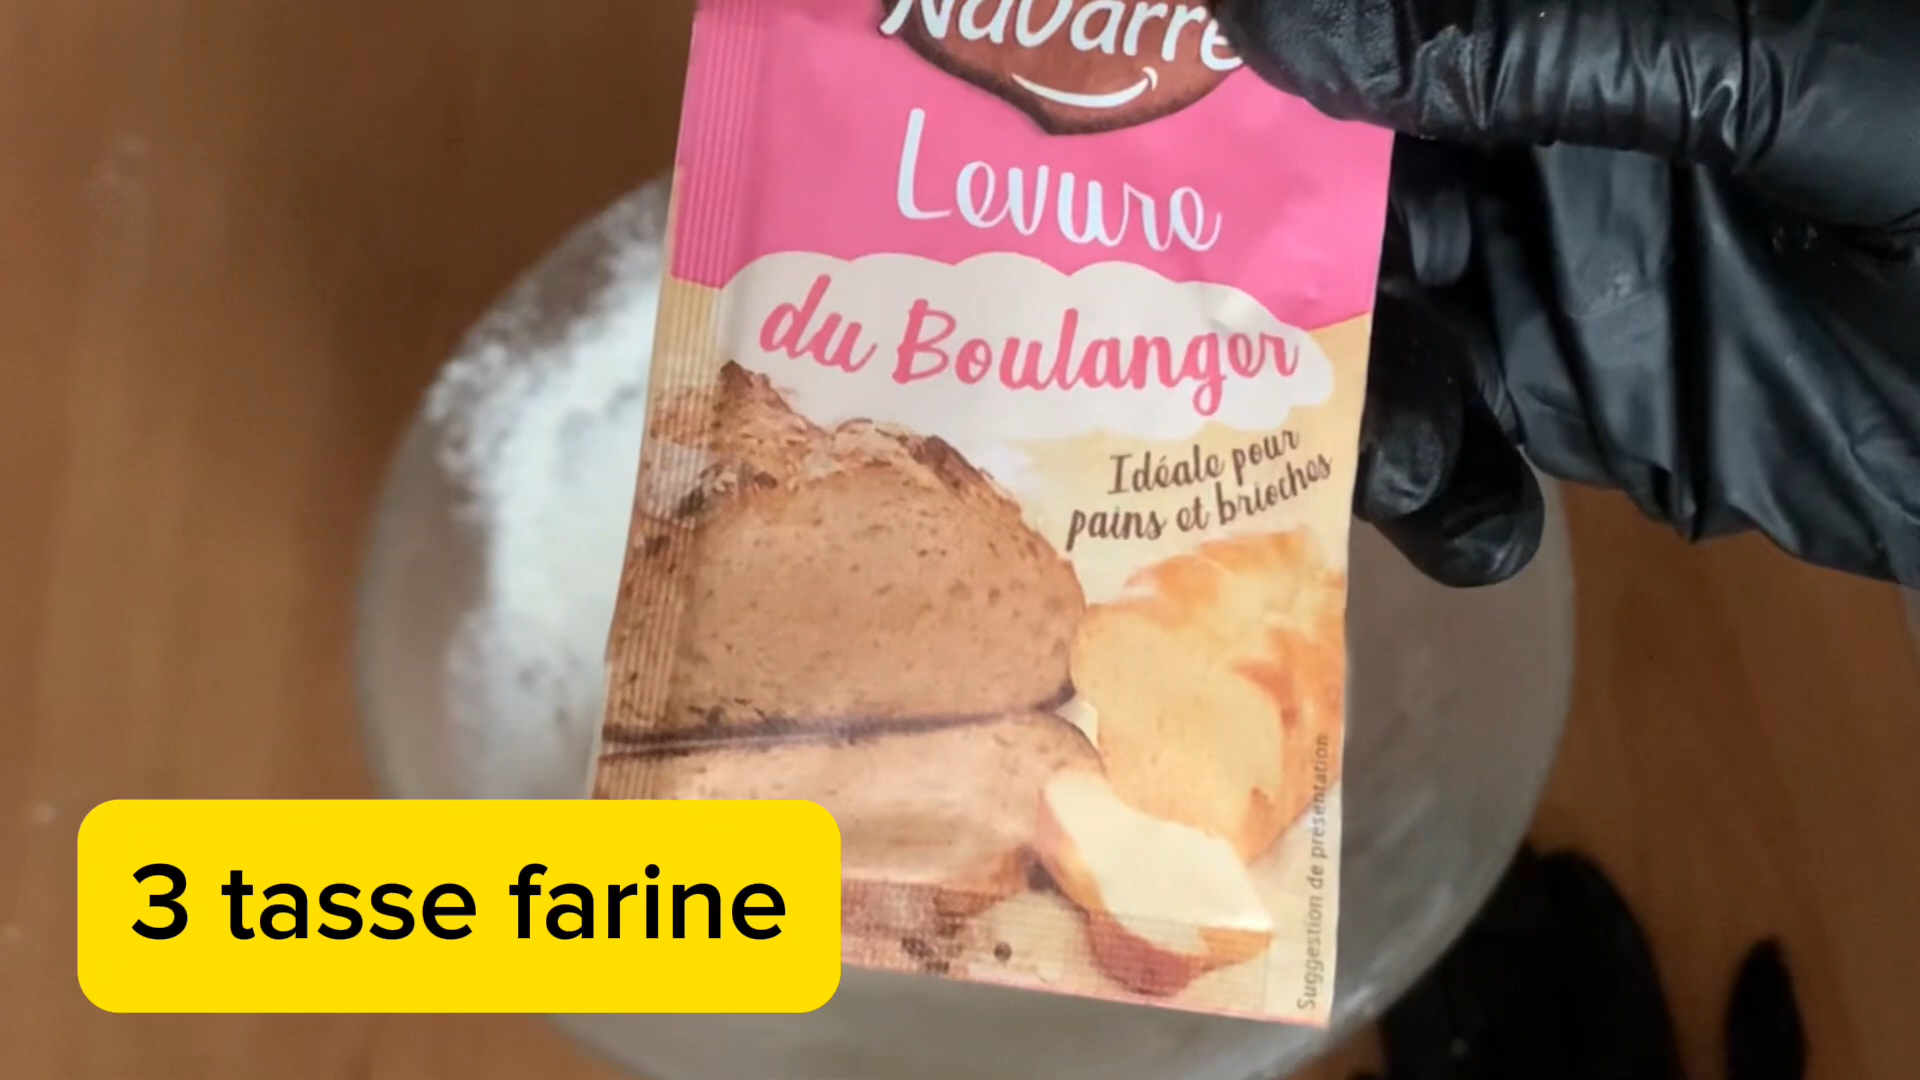 Navarre
Levure
du Boulanger
Idéale pour
pains et brioches
Suggestion de présentation
3 tasse farine